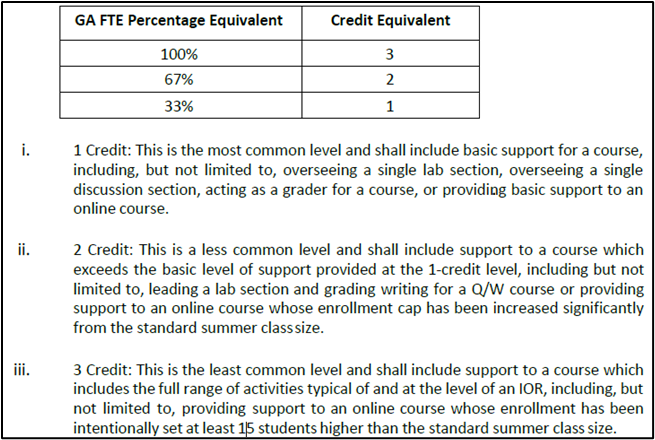 GA FTE Percentage Equivalent Credit Equivalent
100% 3
67% 2
33% 1
i. 1 Credit: This is the most common level and shall include basic support for a course,
including, but not limited to, overseeing a single lab section, overseeing a single
discussion section, acting as a grader for a course, or providing basic support to an
online course.
ii. 2 Credit: This is a less common level and shall include support to a course which
exceeds the basic level of support provided at the 1-credit level, including but not
limited to, leading a lab section and grading writing for a Q/W course or providing
support to an online course whose enrollment cap has been increased significantly
from the standard summer class size.
iii. 3 Credit: This is the least common level and shall include support to a course which
includes the full range of activities typical of and at the level of an IOR, including, but
not limited to, providing support to an online course whose enrollment has been
intentionally set at least 15 students higher than the standard summer class size.